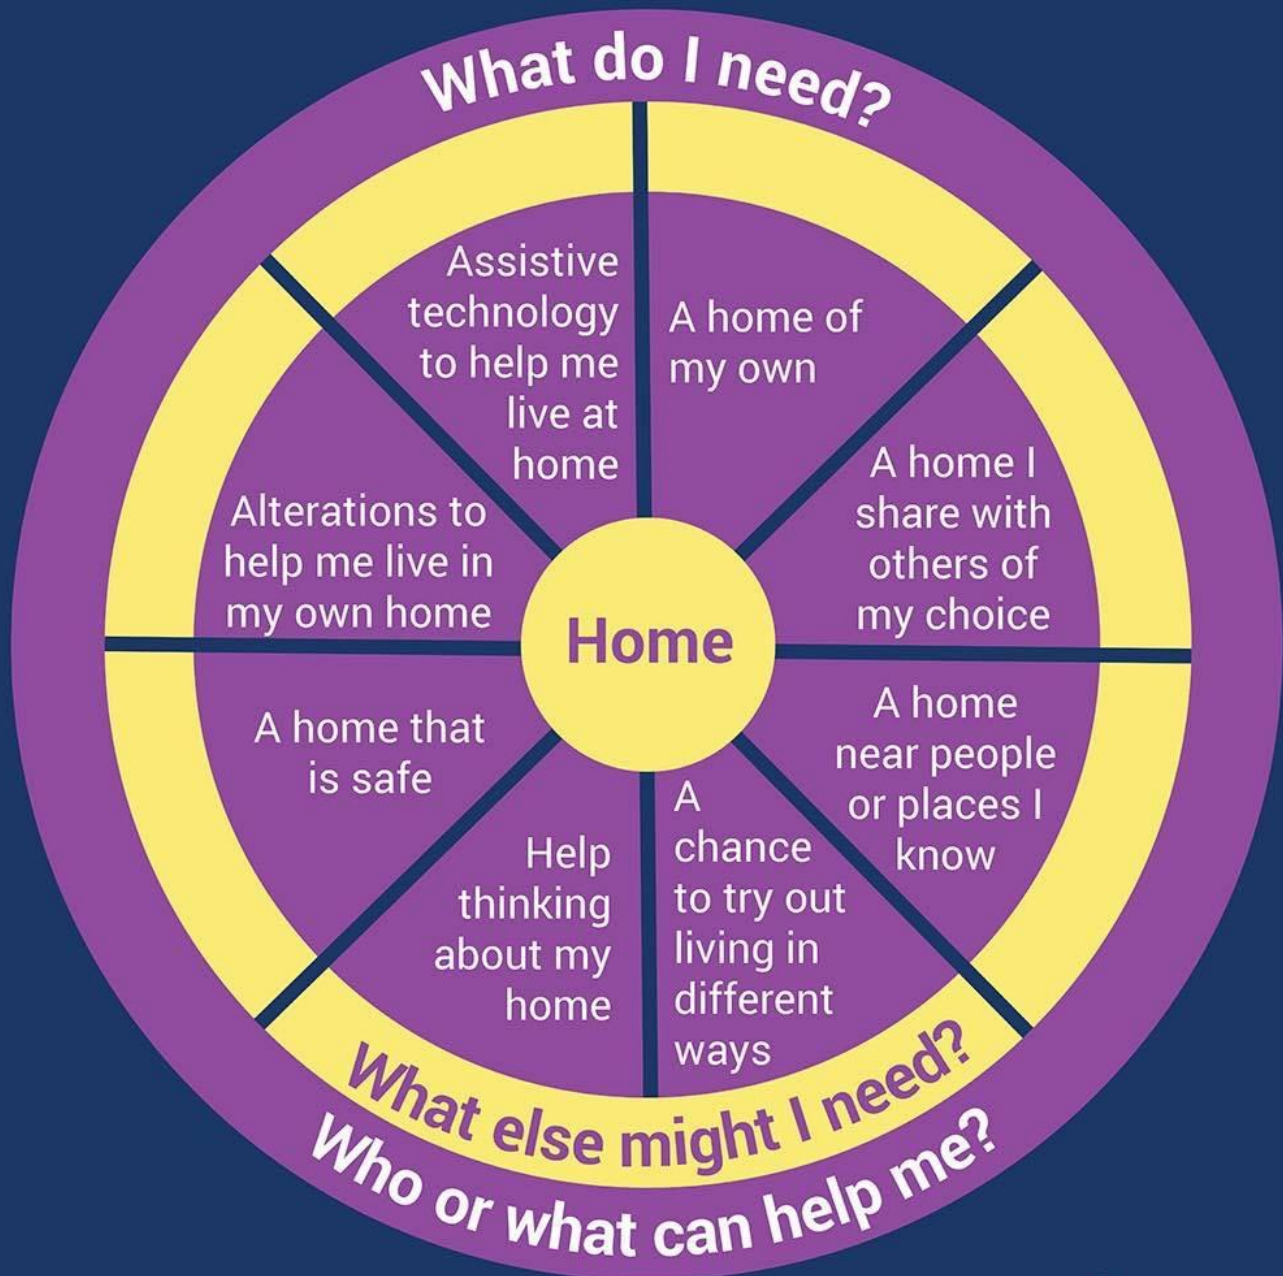 What do I need?
A home of
my own
A home I
share with
others of
my choice
A home
near people
or places I
know
A
chance
to try out
living in
different
ways
Help
thinking
about my
home
A home that
is safe
Alterations to
help me live in
my own home
Assistive
technology
to help me
live at
home
Home
What else might I need?
Who or what can help me?